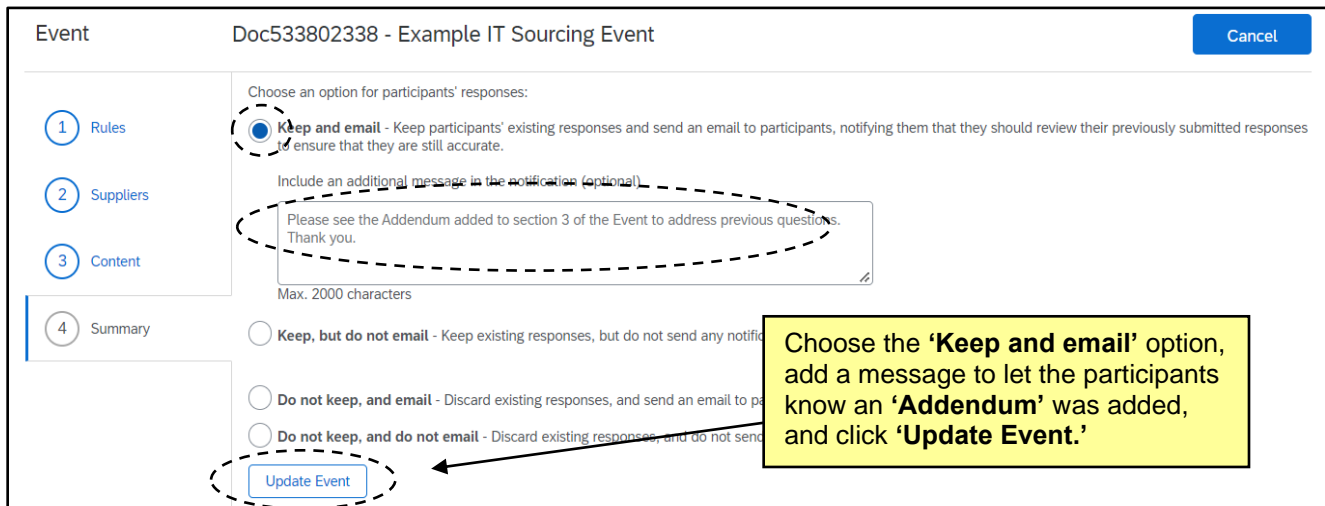 Event
Doc533802338 - Example IT Sourcing Event
Cancel
Choose an option for participants' responses:
1 Rules
2 Suppliers
3 Content
4 Summary
Keep and email - Keep participants' existing responses and send an email to participants, notifying them that they should review their previously submitted responses
to ensure that they are still accurate.
Include an additional message in the notification (optional)
Please see the Addendum added to section 3 of the Event to address previous questions.
Thank you.
Max. 2000 characters
Keep, but do not email - Keep existing responses, but do not send any
Do not keep, and email - Discard existing responses, and send an email to
Do not keep, and do not email - Discard existing responses, and do not send
Update Event
Choose the ‘Keep and email’ option,
add a message to let the participants
know an ‘Addendum’ was added,
and click ‘Update Event.’